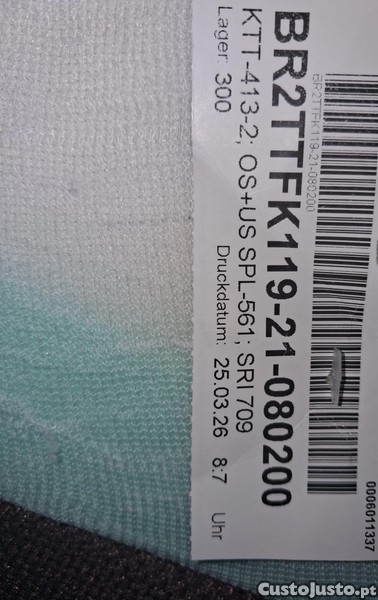 BR2TTFK119-21-080200
0006011337
BR2TTFK119-21-080200
KTT-413-2; OS+US SPL-561; SRI 709
Lager: 300 Druckdatum: 25.03.26 8:7 Uhr
CustoJusto.pt